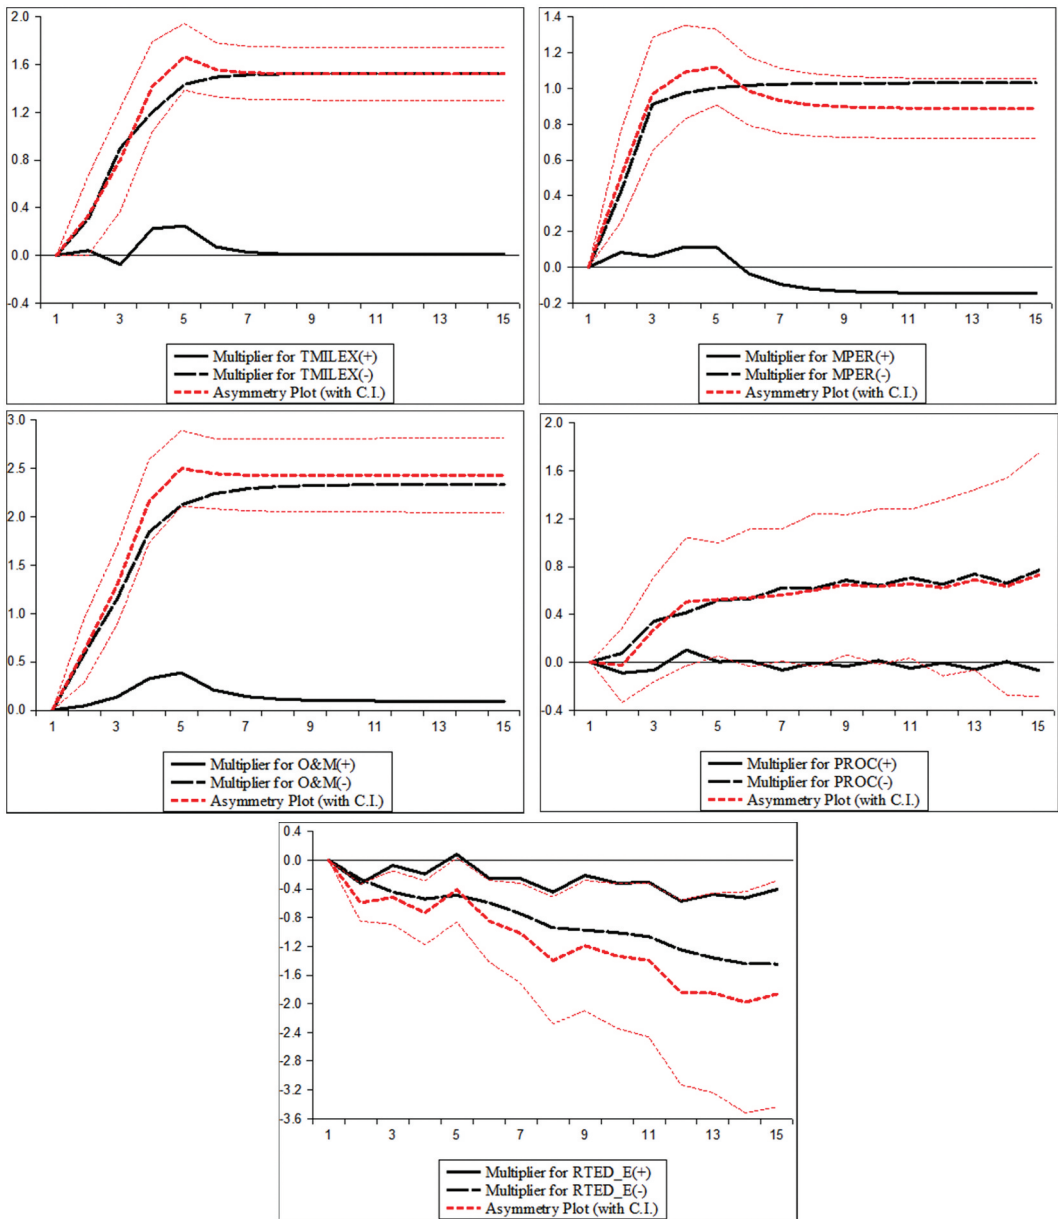 2.0
1.6
1.2
0.8
0.4
0.0
-0.4
1 3 5 7 9 11 13 15
Multiplier for TMILEX(+)
Multiplier for TMILEX(-)
Asymmetry Plot (with C.I.)
1.4
1.2
1.0
0.8
0.6
0.4
0.2
0.0
-0.2
1 3 5 7 9 11 13 15
Multiplier for MPER(+)
Multiplier for MPER(-)
Asymmetry Plot (with C.I.)
3.0
2.5
2.0
1.5
1.0
0.5
0.0
1 3 5 7 9 11 13 15
Multiplier for O&M(+)
Multiplier for O&M(-)
Asymmetry Plot (with C.I.)
2.0
1.6
1.2
0.8
0.4
0.0
-0.4
1 3 5 7 9 11 13 15
Multiplier for PROC(+)
Multiplier for PROC(-)
Asymmetry Plot (with C.I.)
0.4
0.0
-0.4
-0.8
-1.2
-1.6
-2.0
-2.4
-2.8
-3.2
-3.6
1 3 5 7 9 11 13 15
Multiplier for RTED_E(+)
Multiplier for RTED_E(-)
Asymmetry Plot (with C.I.)